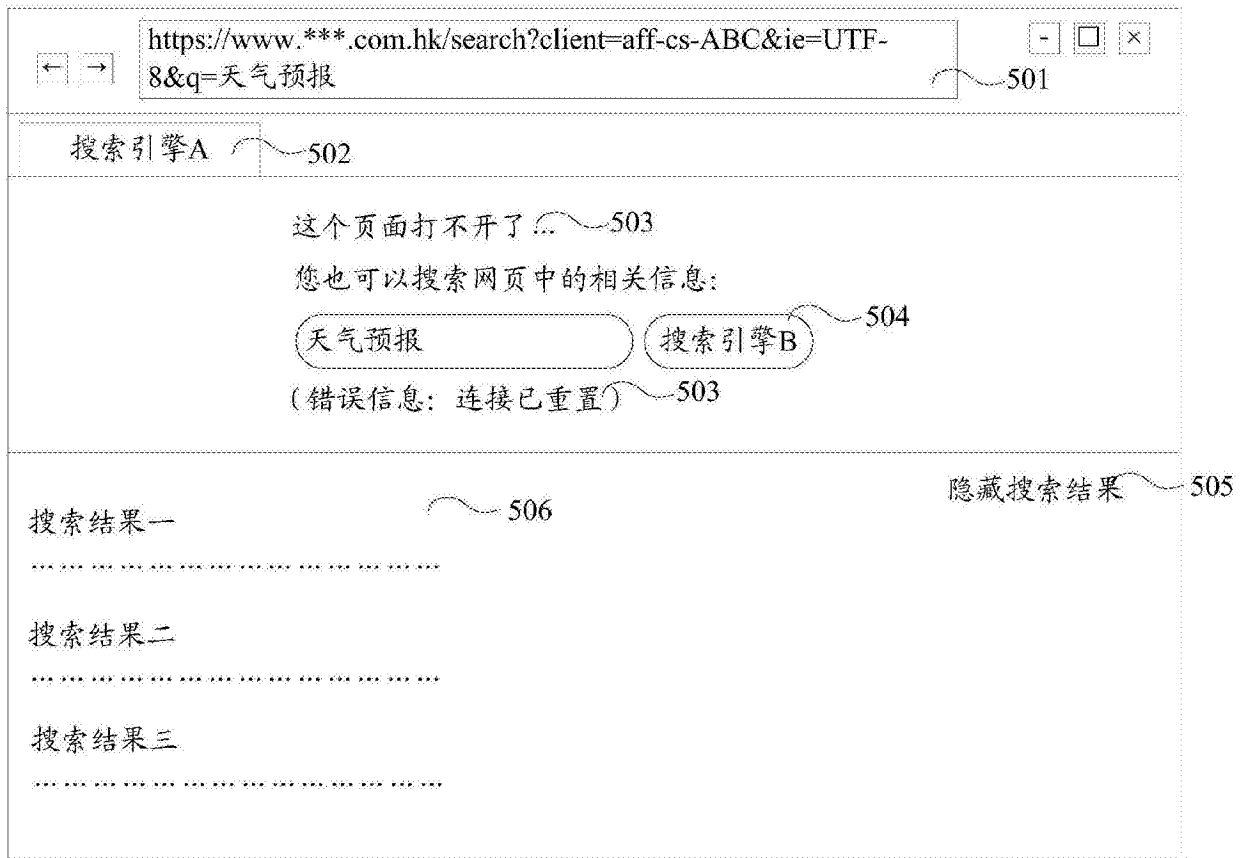 https://www.***.com.hk/search?client=aff-cs-ABC&ie=UTF-
8&q=天气预报
← → - ☐ ×
501
搜索引擎A 502
这个页面打不开了… 503
您也可以搜索网页中的相关信息：
天气预报 搜索引擎B 504
（错误信息：连接已重置） 503
隐藏搜索结果 505
506
搜索结果一
……………………………………
搜索结果二
……………………………………
搜索结果三
……………………………………